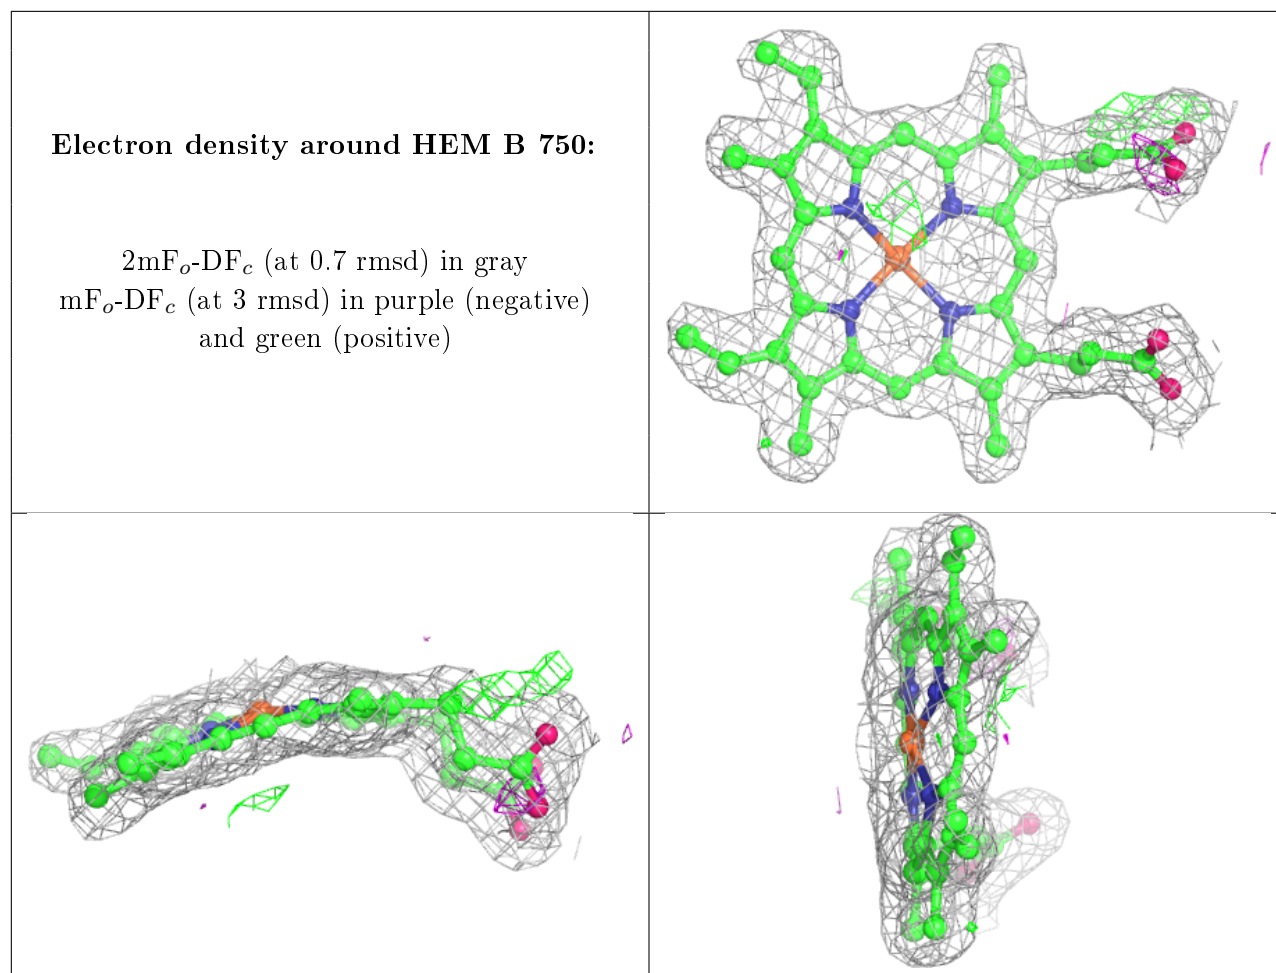 Electron density around HEM B 750:
2mFₒ-DF𝒸 (at 0.7 rmsd) in gray
mFₒ-DF𝒸 (at 3 rmsd) in purple (negative)
and green (positive)